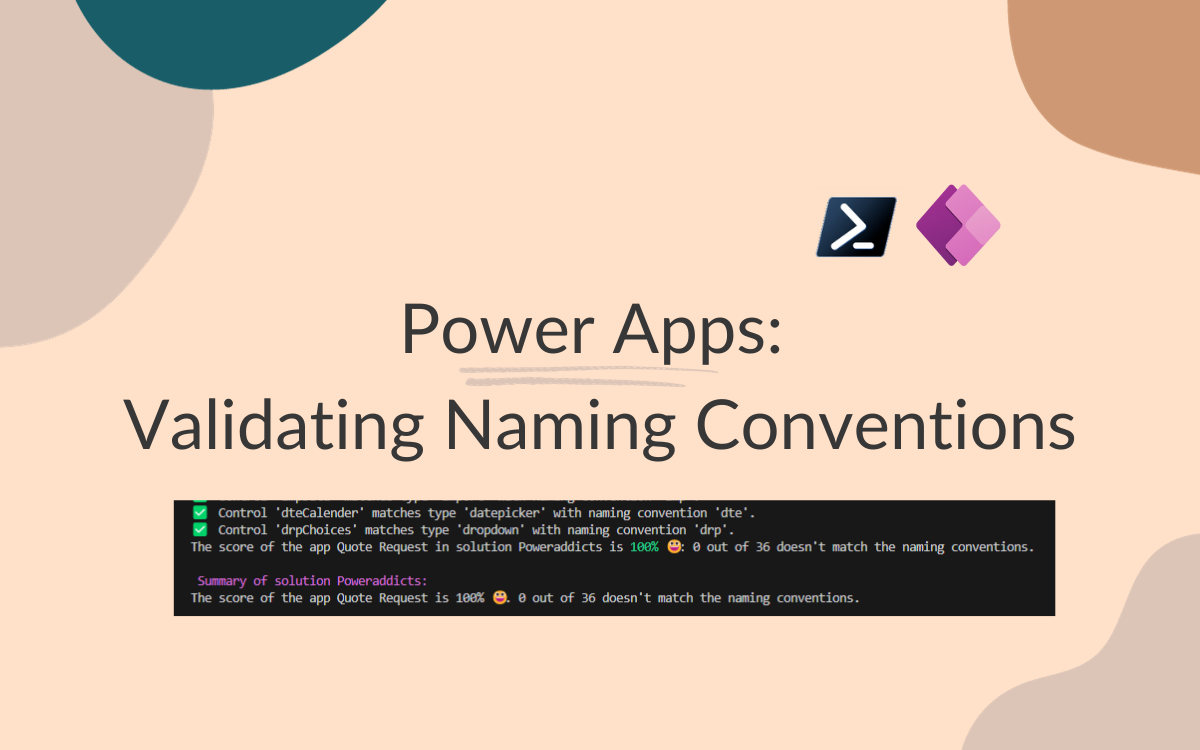 Power Apps:
Validating Naming Conventions
✅ Control 'dteCalender' matches type 'datepicker' with naming convention 'dte'.
✅ Control 'drpChoices' matches type 'dropdown' with naming convention 'drp'.
The score of the app Quote Request in solution Poweraddicts is 100% 😀: 0 out of 36 doesn't match the naming conventions.
Summary of solution Poweraddicts:
The score of the app Quote Request is 100% 😀. 0 out of 36 doesn't match the naming conventions.